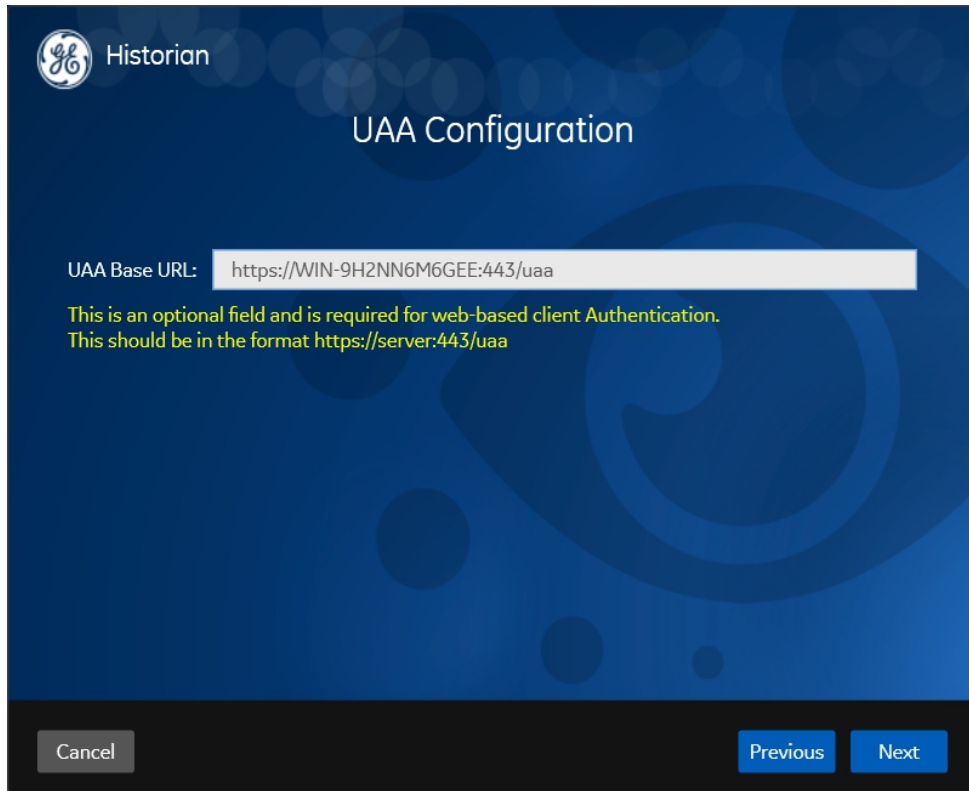 Historian
UAA Configuration
UAA Base URL: https://WIN-9H2NN6M6GEE:443/uaa
This is an optional field and is required for web-based client Authentication.
This should be in the format https://server:443/uaa
Cancel Previous Next